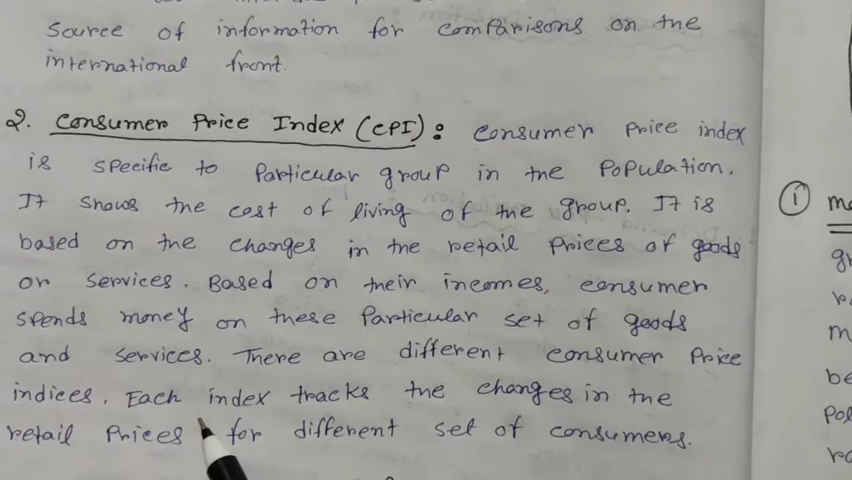 Source of information for comparisons on the
international front.
2. Consumer Price Index (CPI): Consumer Price index
is specific to Particular group in the Population.
It shows the cost of living of the group. It is
based on the changes in the retail Prices of goods
or services. Based on their incomes, consumer
spends money on these Particular set of goods
and services. There are different consumer Price
indices. Each index tracks the changes in the
retail Prices for different set of consumers.
①